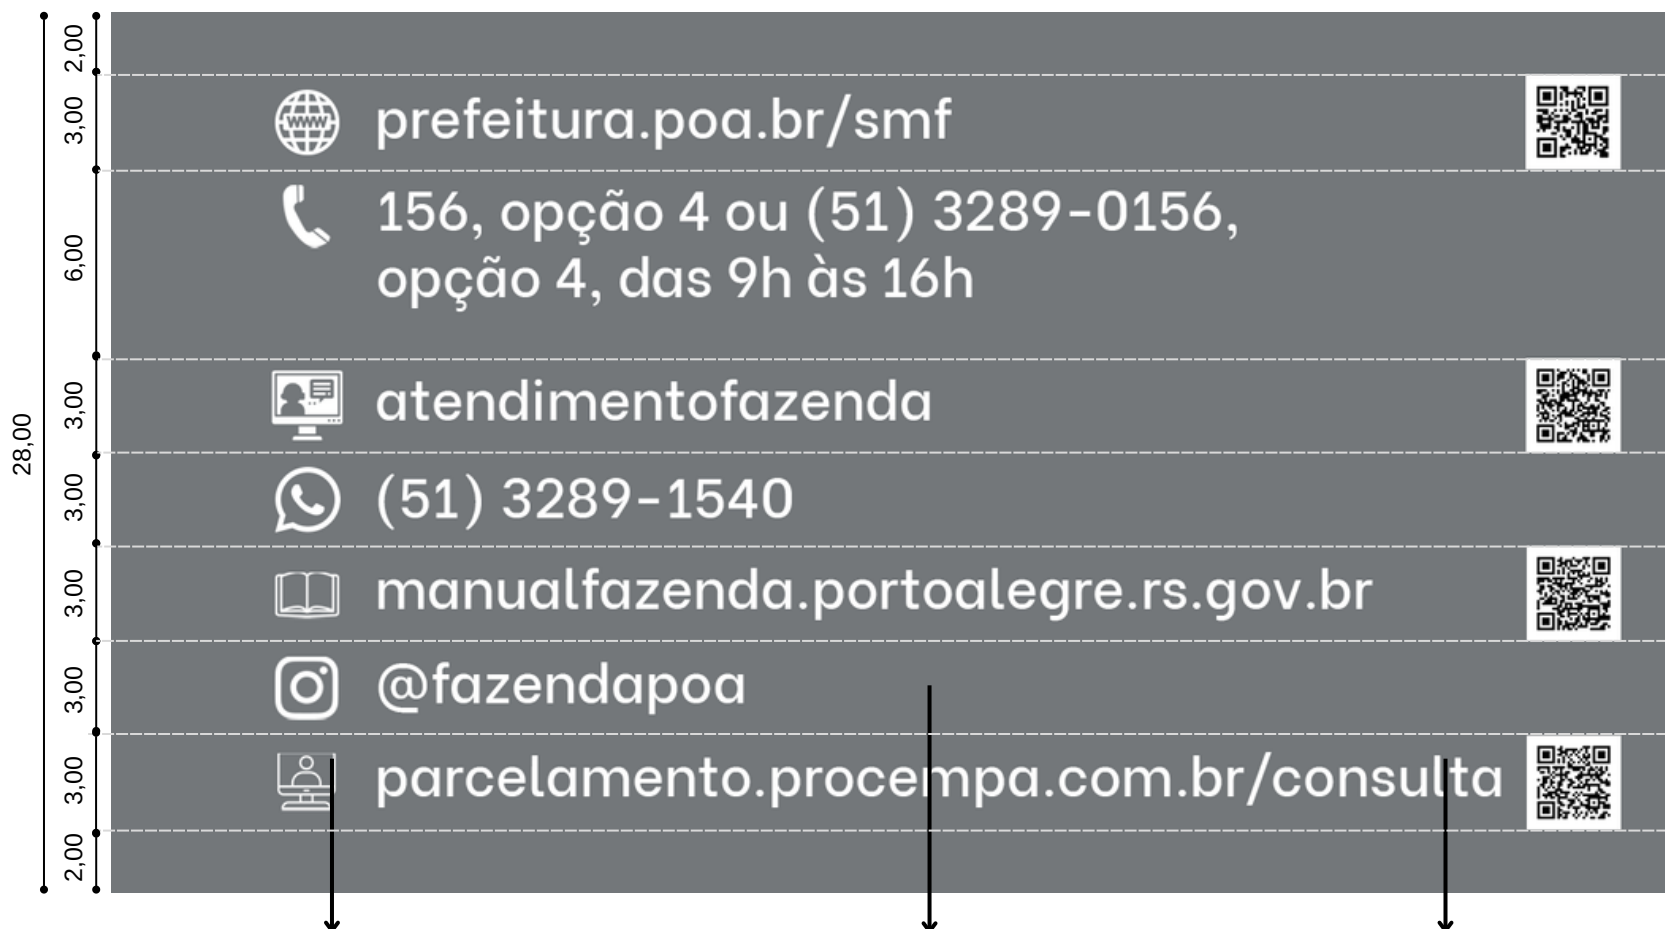 2,00
www
prefeitura.poa.br/smf
3,00
156, opção 4 ou (51) 3289-0156,
opção 4, das 9h às 16h
6,00
atendimentofazenda
3,00
28,00
(51) 3289-1540
3,00
manualfazenda.portoalegre.rs.gov.br
3,00
@fazendapoa
3,00
parcelamento.procempa.com.br/consulta
3,00
2,00